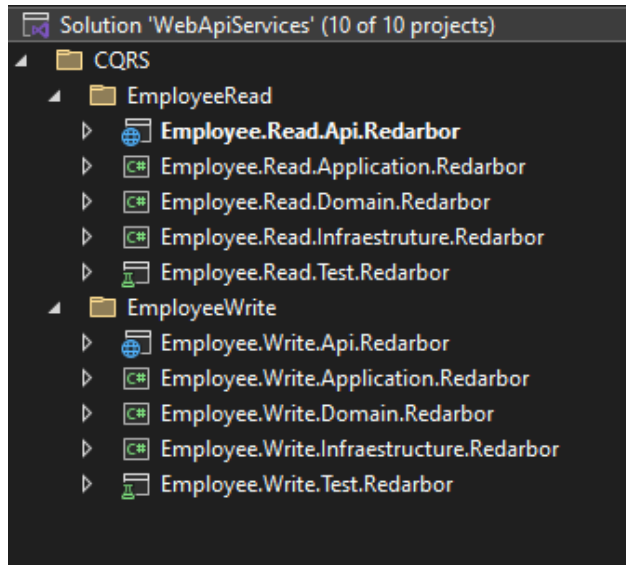 Solution 'WebApiServices' (10 of 10 projects)
CQRS
EmployeeRead
Employee.Read.Api.Redarbor
C# Employee.Read.Application.Redarbor
C# Employee.Read.Domain.Redarbor
C# Employee.Read.Infraestruture.Redarbor
Employee.Read.Test.Redarbor
EmployeeWrite
Employee.Write.Api.Redarbor
C# Employee.Write.Application.Redarbor
C# Employee.Write.Domain.Redarbor
C# Employee.Write.Infraestructure.Redarbor
Employee.Write.Test.Redarbor